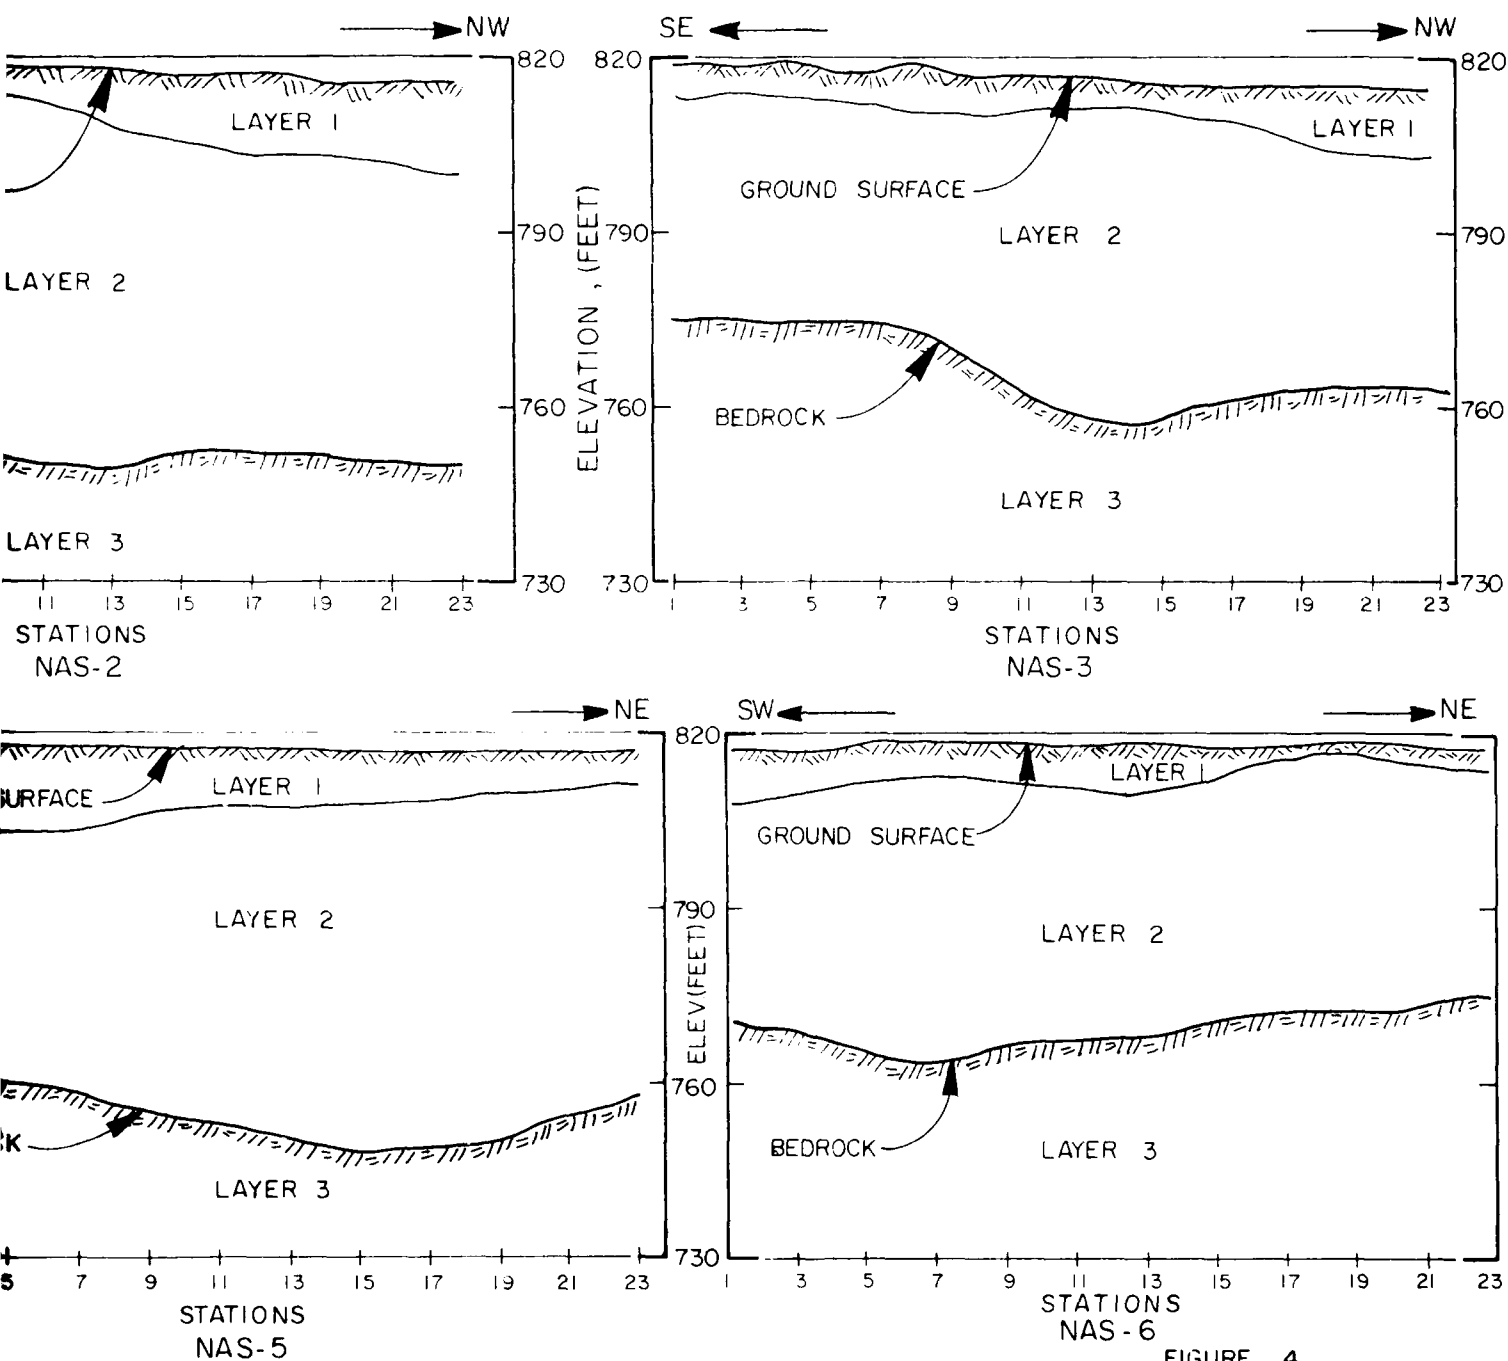 NW
820
LAYER 1
790
LAYER 2
760
LAYER 3
730
11 13 15 17 19 21 23
STATIONS
NAS-2
ELEVATION, (FEET)
SE NW
820 820
LAYER 1
GROUND SURFACE
790 LAYER 2 790
760 760
BEDROCK
LAYER 3
730 730
1 3 5 7 9 11 13 15 17 19 21 23
STATIONS
NAS-3
NE
LAYER 1
URFACE
LAYER 2
K
LAYER 3
5 7 9 11 13 15 17 19 21 23
STATIONS
NAS-5
ELEV (FEET)
SW NE
820
LAYER 1
GROUND SURFACE
790
LAYER 2
760
BEDROCK LAYER 3
730
1 3 5 7 9 11 13 15 17 19 21 23
STATIONS
NAS-6
FIGURE 4